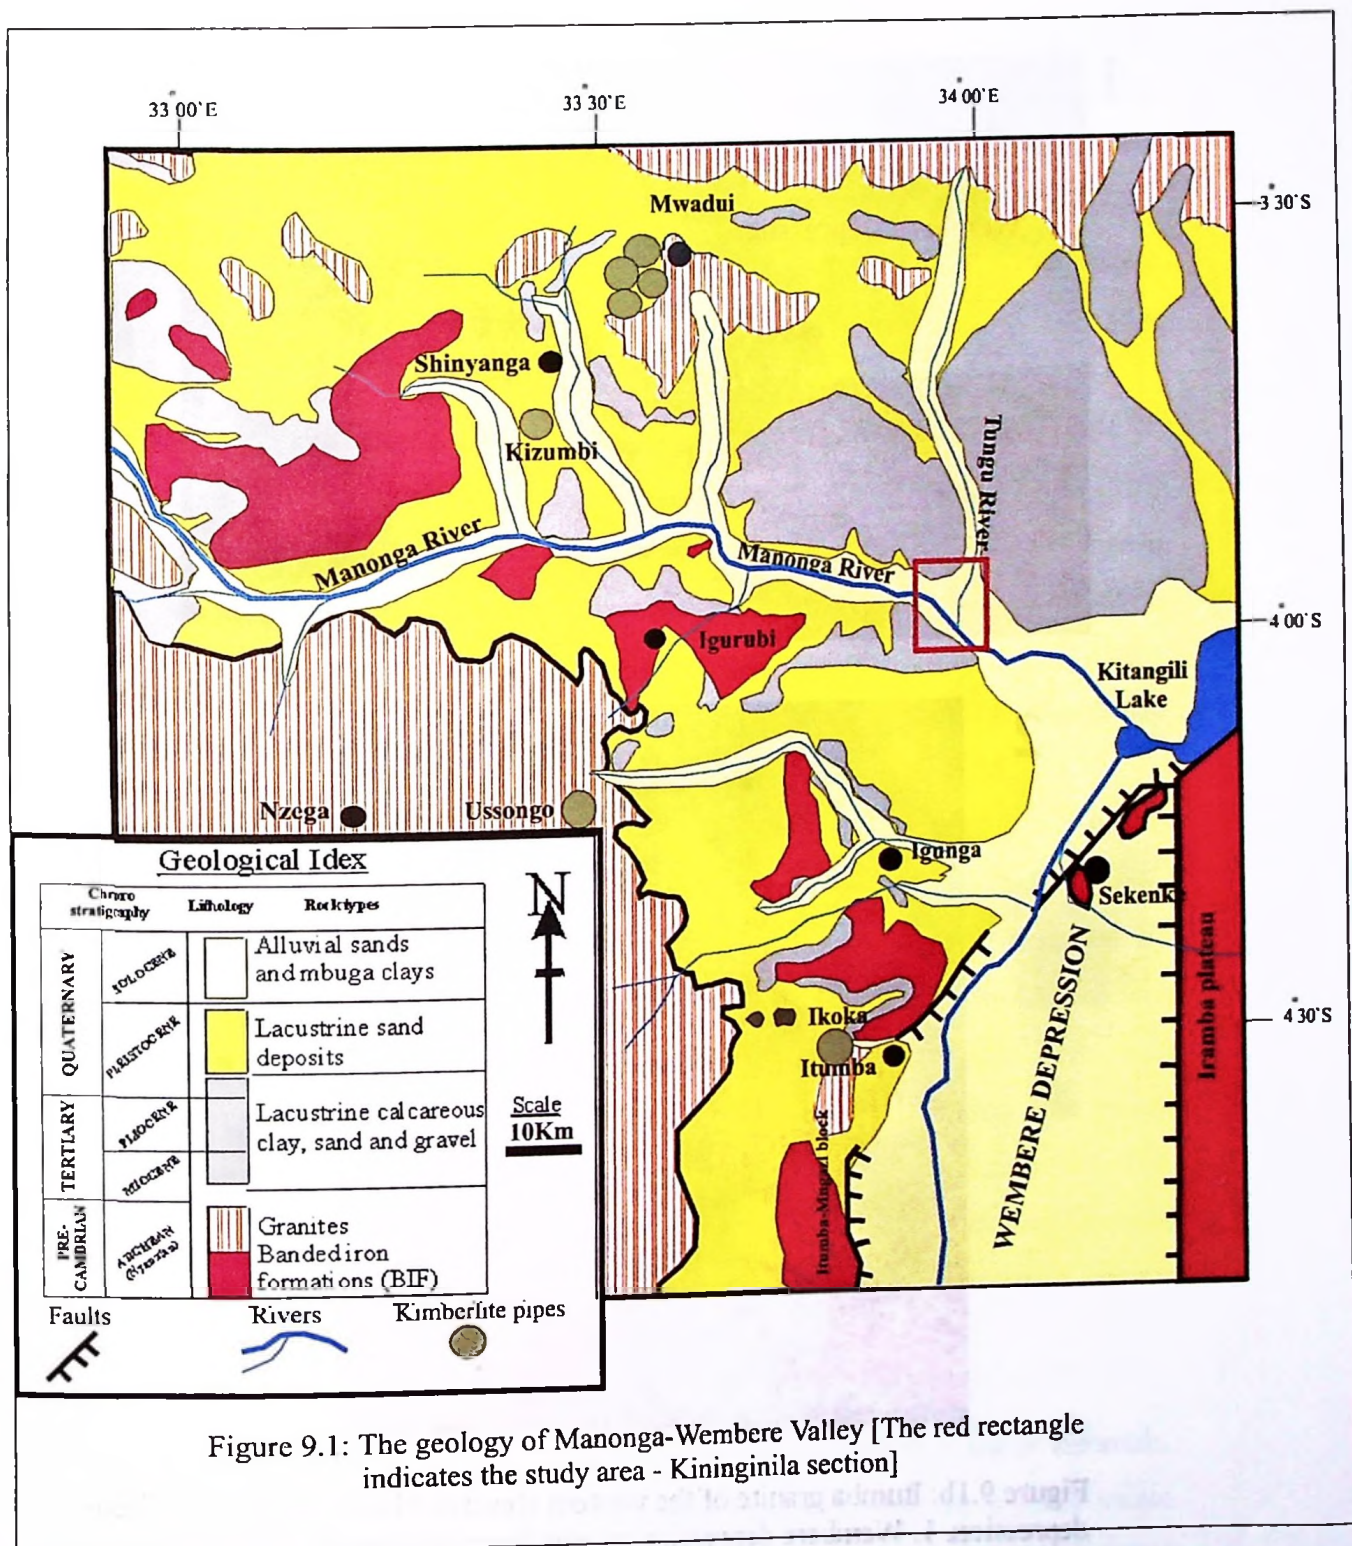 33 00'E
33 30'E
34 00'E
Mwadui
3 30'S
Shinyanga
Kizumbi
Tungu River
Manonga River
Manonga River
4 00'S
Igurubi
Kitangili
Lake
Nzega
Ussongo
Igunga
Sekenke
Iramba plateau
WEMBERE DEPRESSION
Ikoka
4 30'S
Itumba
Itumba-Mngazi block
Geological Idex
Chrono
stratigraphy
Lithology
Rock types
QUATERNARY
HOLOCENE
Alluvial sands
and mbuga clays
PLEISTOCENE
Lacustrine sand
deposits
TERTIARY
PLIOCENE
MIOCENE
Lacustrine calcareous
clay, sand and gravel
PRE-
CAMBRIAN
ARCHEAN
(Nyanzian)
Granites
Banded iron
formations (BIF)
Faults
Rivers
Kimberlite pipes
N
Scale
10Km
Figure 9.1: The geology of Manonga-Wembere Valley [The red rectangle
indicates the study area - Kininginila section]